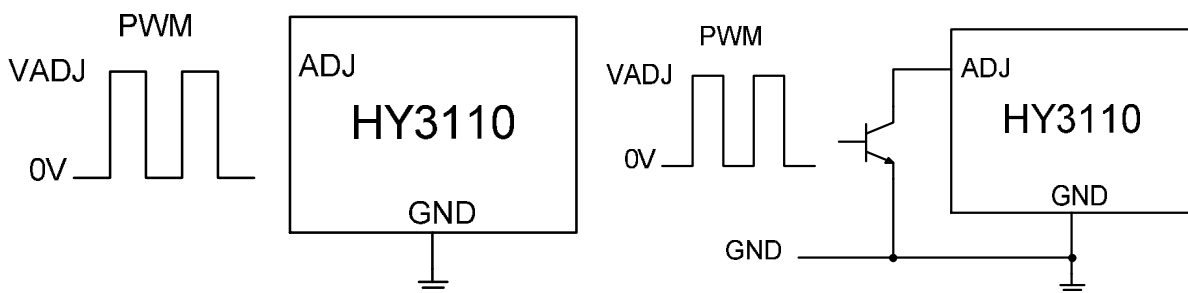 PWM
VADJ
0V
ADJ
HY3110
GND
PWM
VADJ
0V
ADJ
HY3110
GND
GND